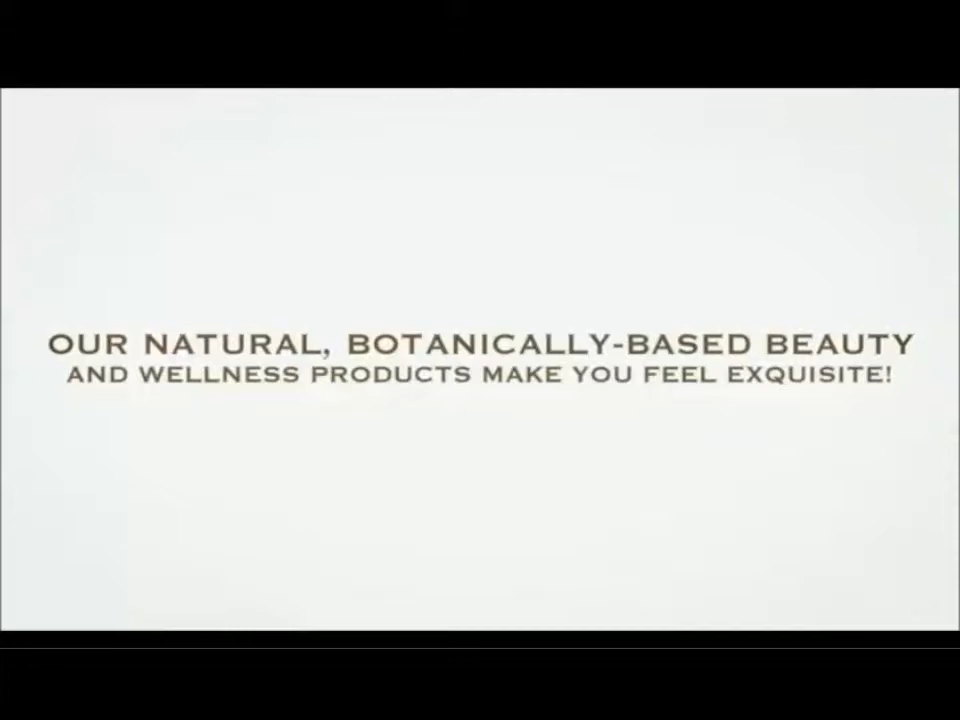 OUR NATURAL, BOTANICALLY-BASED BEAUTY
AND WELLNESS PRODUCTS MAKE YOU FEEL EXQUISITE!